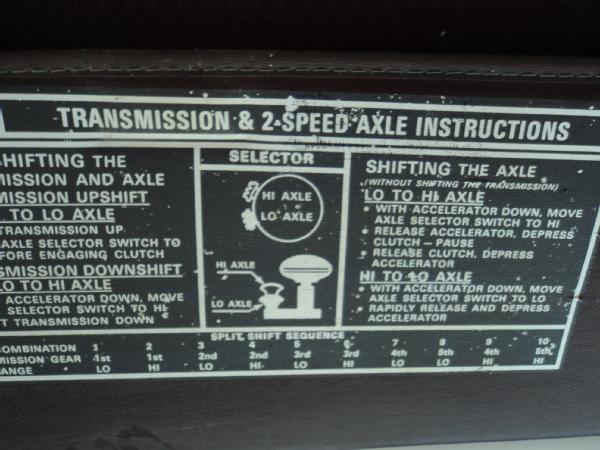 TRANSMISSION & 2-SPEED AXLE INSTRUCTIONS
SHIFTING THE
MISSION AND AXLE
MISSION UPSHIFT
TO LO AXLE
TRANSMISSION UP
AXLE SELECTOR SWITCH TO
FORE ENGAGING CLUTCH
SMISSION DOWNSHIFT
LO TO HI AXLE
ACCELERATOR DOWN, MOVE
SELECTOR SWITCH TO HI
T TRANSMISSION DOWN
SELECTOR
HI AXLE
LO AXLE
HI AXLE
LO AXLE
SHIFTING THE AXLE
(WITHOUT SHIFTING THE TRANSMISSION)
LO TO HI AXLE
• WITH ACCELERATOR DOWN, MOVE
AXLE SELECTOR SWITCH TO HI
• RELEASE ACCELERATOR, DEPRESS
CLUTCH — PAUSE
• RELEASE CLUTCH, DEPRESS
ACCELERATOR
HI TO LO AXLE
• WITH ACCELERATOR DOWN, MOVE
AXLE SELECTOR SWITCH TO LO
• RAPIDLY RELEASE AND DEPRESS
ACCELERATOR
SPLIT SHIFT SEQUENCE
COMBINATION 1 2 3 4 5 6 7 8 9 10
MISSION GEAR 1st 1st 2nd 2nd 3rd 3rd 4th 4th 5th 5th
ANGE LO HI LO HI LO HI LO HI LO HI